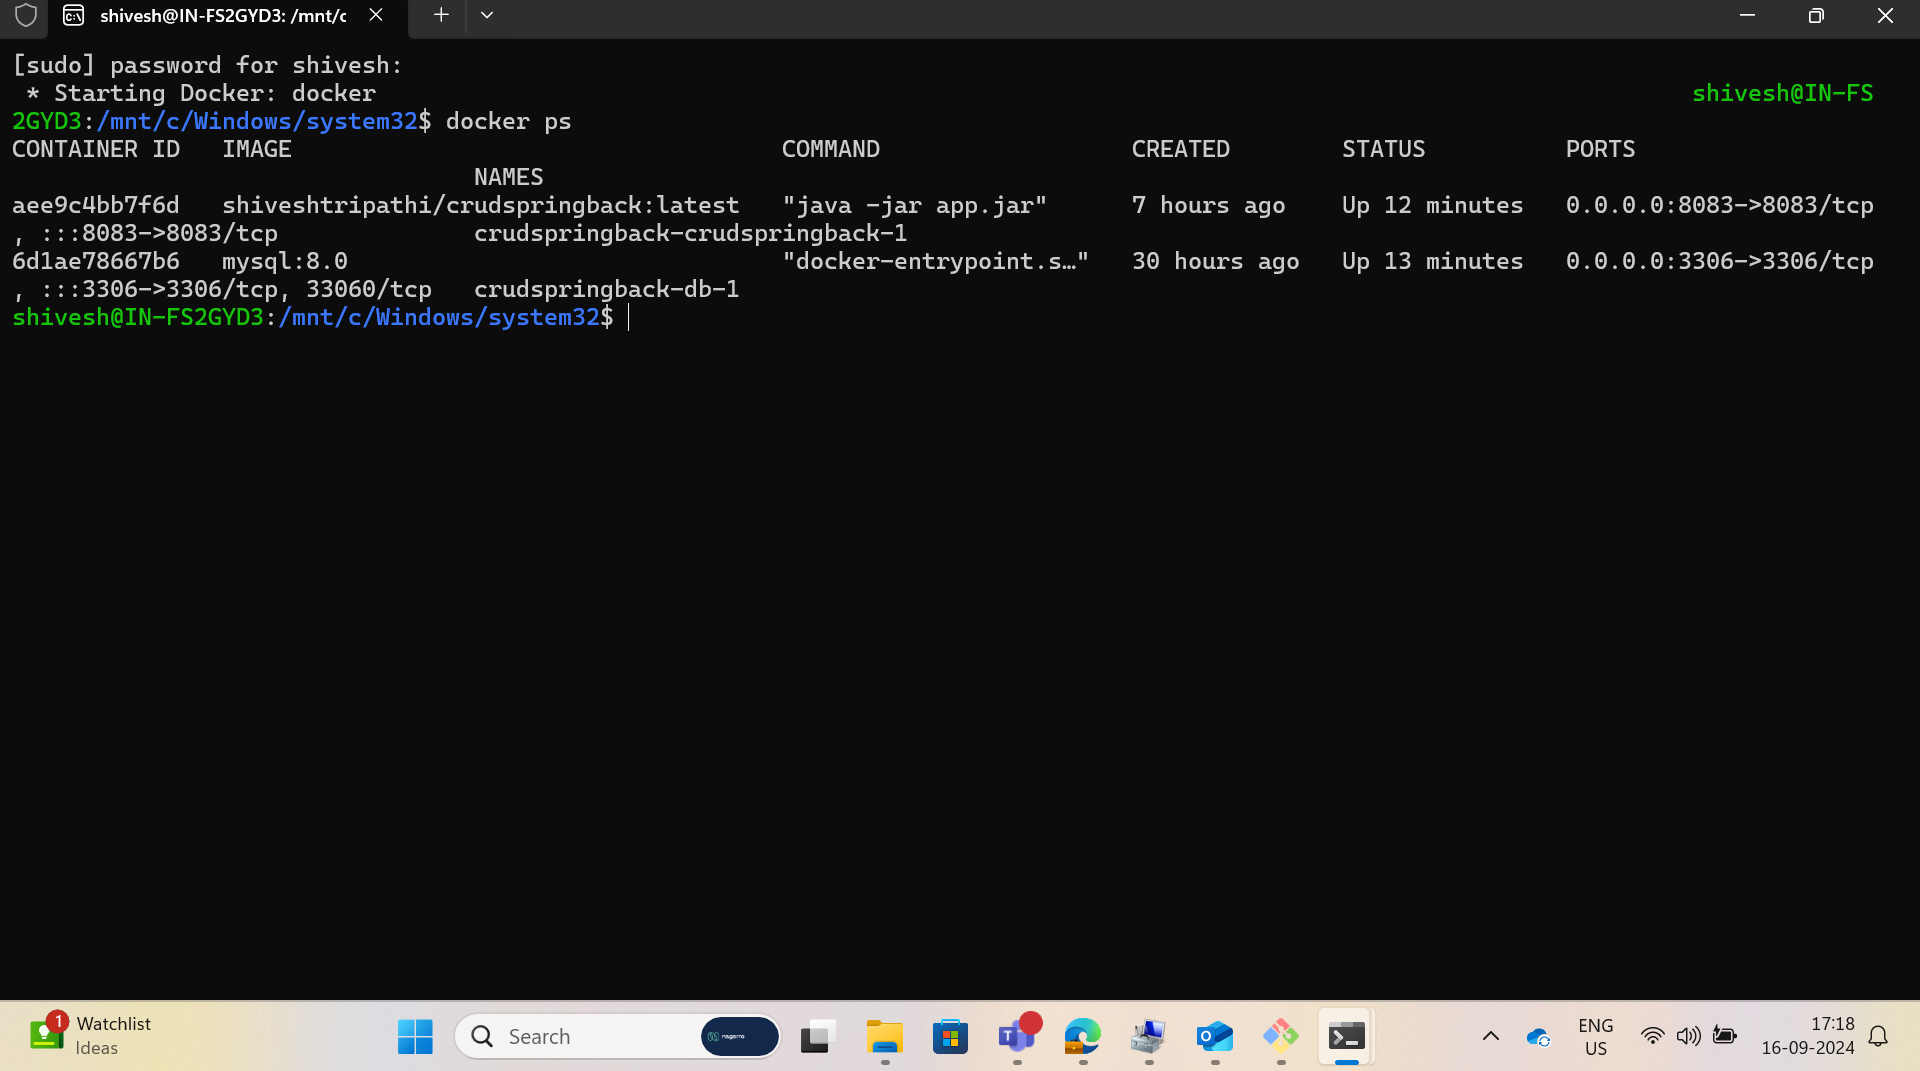 shivesh@IN-FS2GYD3: /mnt/c
[sudo] password for shivesh:
 * Starting Docker: docker                                                                                              shivesh@IN-FS
2GYD3:/mnt/c/Windows/system32$ docker ps
CONTAINER ID   IMAGE                                   COMMAND                  CREATED         STATUS          PORTS
                                 NAMES
aee9c4bb7f6d   shiveshtripathi/crudspringback:latest   "java -jar app.jar"      7 hours ago     Up 12 minutes   0.0.0.0:8083->8083/tcp
, :::8083->8083/tcp              crudspringback-crudspringback-1
6d1ae78667b6   mysql:8.0                               "docker-entrypoint.s…"   30 hours ago    Up 13 minutes   0.0.0.0:3306->3306/tcp
, :::3306->3306/tcp, 33060/tcp   crudspringback-db-1
shivesh@IN-FS2GYD3:/mnt/c/Windows/system32$
1
Watchlist
Ideas
Search
nagarro
ENG
US
17:18
16-09-2024